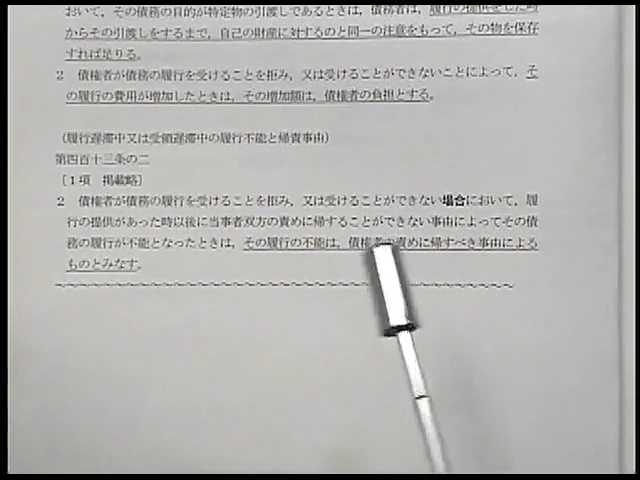 おいて，その債務の目的が特定物の引渡しであるときは，債務者は，履行の提供をした時
からその引渡しをするまで，自己の財産に対するのと同一の注意をもって，その物を保存
すれば足りる。
２　債権者が債務の履行を受けることを拒み，又は受けることができないことによって，そ
の履行の費用が増加したときは，その増加額は，債権者の負担とする。
（履行遅滞中又は受領遅滞中の履行不能と帰責事由）
第四百十三条の二
〔１項　掲載略〕
２　債権者が債務の履行を受けることを拒み，又は受けることができない場合において，履
行の提供があった時以後に当事者双方の責めに帰することができない事由によってその債
務の履行が不能となったときは，その履行の不能は，債権者の責めに帰すべき事由による
ものとみなす。